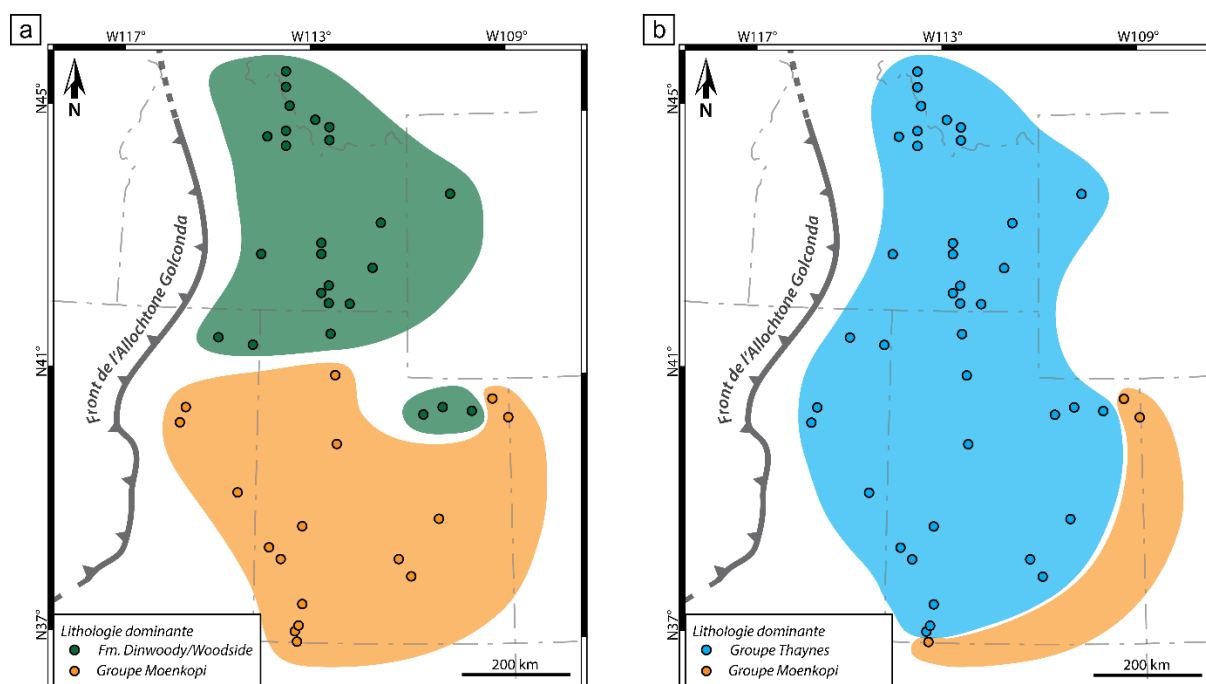 a
W117°
W113°
W109°
N
N45°
N41°
N37°
Front de l'Allochtone Golconda
Lithologie dominante
Fm. Dinwoody/Woodside
Groupe Moenkopi
200 km
b
W117°
W113°
W109°
N
N45°
N41°
N37°
Front de l'Allochtone Golconda
Lithologie dominante
Groupe Thaynes
Groupe Moenkopi
200 km